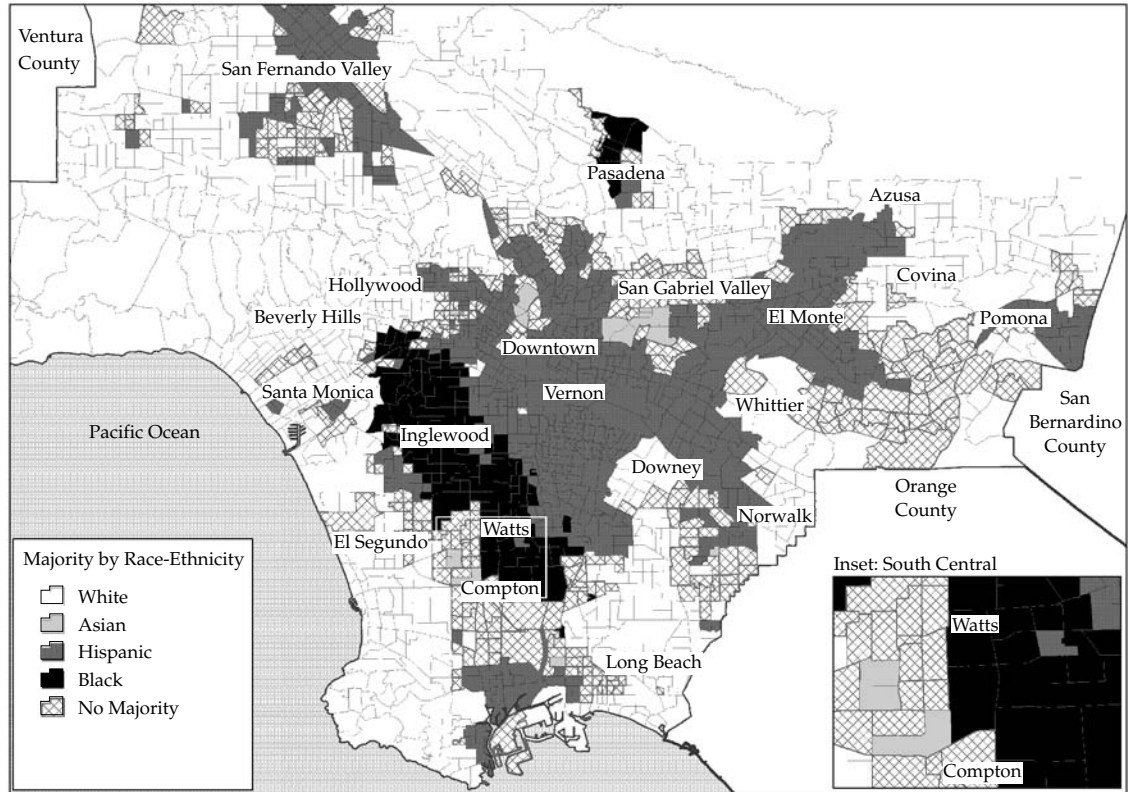 Ventura
County
San Fernando Valley
Pasadena
Azusa
Hollywood
San Gabriel Valley
Covina
Beverly Hills
El Monte
Pomona
Downtown
Santa Monica
Vernon
Whittier
San
Bernardino
County
Pacific Ocean
Inglewood
Downey
Orange
County
Norwalk
Watts
El Segundo
Compton
Long Beach
Majority by Race-Ethnicity
White
Asian
Hispanic
Black
No Majority
Inset: South Central
Watts
Compton